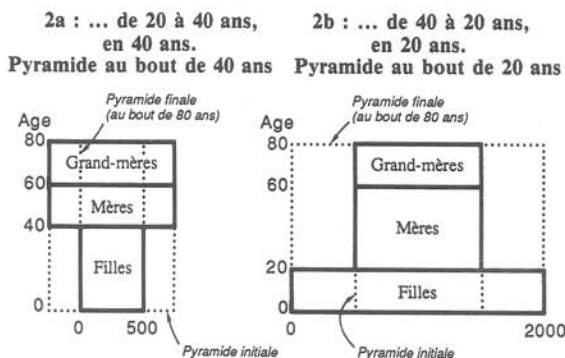 2a : ... de 20 à 40 ans,
en 40 ans.
Pyramide au bout de 40 ans
Pyramide finale
(au bout de 80 ans)
Age
80
60
40
0
Grand-mères
Mères
Filles
0 500
Pyramide initiale
2b : ... de 40 à 20 ans,
en 20 ans.
Pyramide au bout de 20 ans
Pyramide finale
(au bout de 80 ans)
Age
80
60
20
0
Grand-mères
Mères
Filles
0 2000
Pyramide initiale